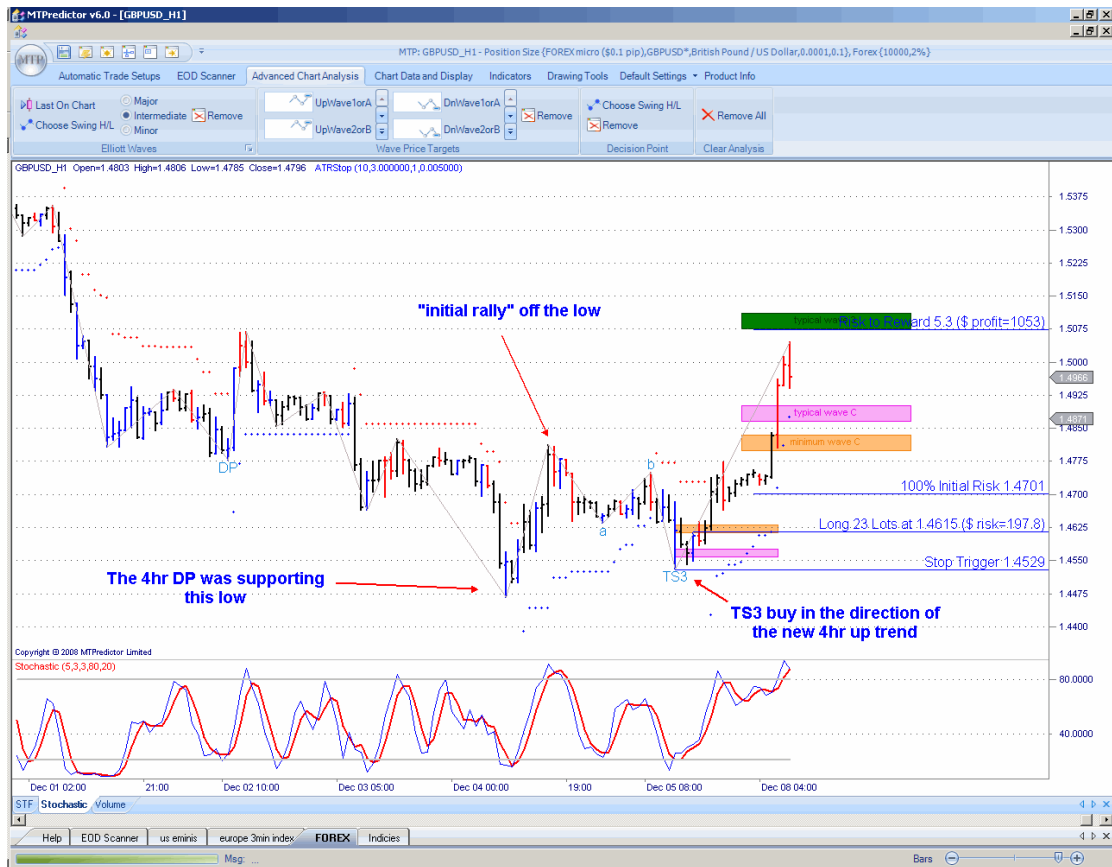 MTPredictor v6.0 - [GBPUSD_H1]
MTP
MTP: GBPUSD_H1 - Position Size {FOREXmicro ($0.1 pip),GBPUSD*,British Pound / US Dollar,0.0001,0.1}, Forex {10000,2%}
Automatic Trade Setups EOD Scanner Advanced Chart Analysis Chart Data and Display Indicators Drawing Tools Default Settings Product Info
Last On Chart
Choose Swing H/L
Major
Intermediate
Minor
Remove
Elliott Waves
UpWave1orA
UpWave2orB
DnWave1orA
DnWave2orB
Remove
Wave Price Targets
Choose Swing H/L
Remove
Decision Point
Remove All
Clear Analysis
GBPUSD_H1 Open=1.4803 High=1.4806 Low=1.4785 Close=1.4796 ATRStop (10,3.000000,1,0.005000)
1.5375
1.5300
1.5225
1.5150
"initial rally" off the low
typical wave
Risk to Reward 5.3 ($ profit=1053)
1.5075
1.5000
1.4966
1.4925
typical wave C
1.4871
1.4850
minimum wave C
DP
b
1.4775
100% Initial Risk 1.4701
1.4700
Long 23 Lots at 1.4615 ($ risk=197.8)
1.4625
a
Stop Trigger 1.4529
1.4550
TS3
The 4hr DP was supporting
this low
1.4475
TS3 buy in the direction of
the new 4hr up trend
1.4400
Copyright © 2008 MTPredictor Limited
Stochastic (5,3,3,80,20)
80.0000
40.0000
Dec 01 02:00 21:00 Dec 02 10:00 Dec 03 05:00 Dec 04 00:00 19:00 Dec 05 08:00 Dec 08 04:00
STF Stochastic Volume
Help EOD Scanner us eminis europe 3min index FOREX Indicies
Msg: ...
Bars